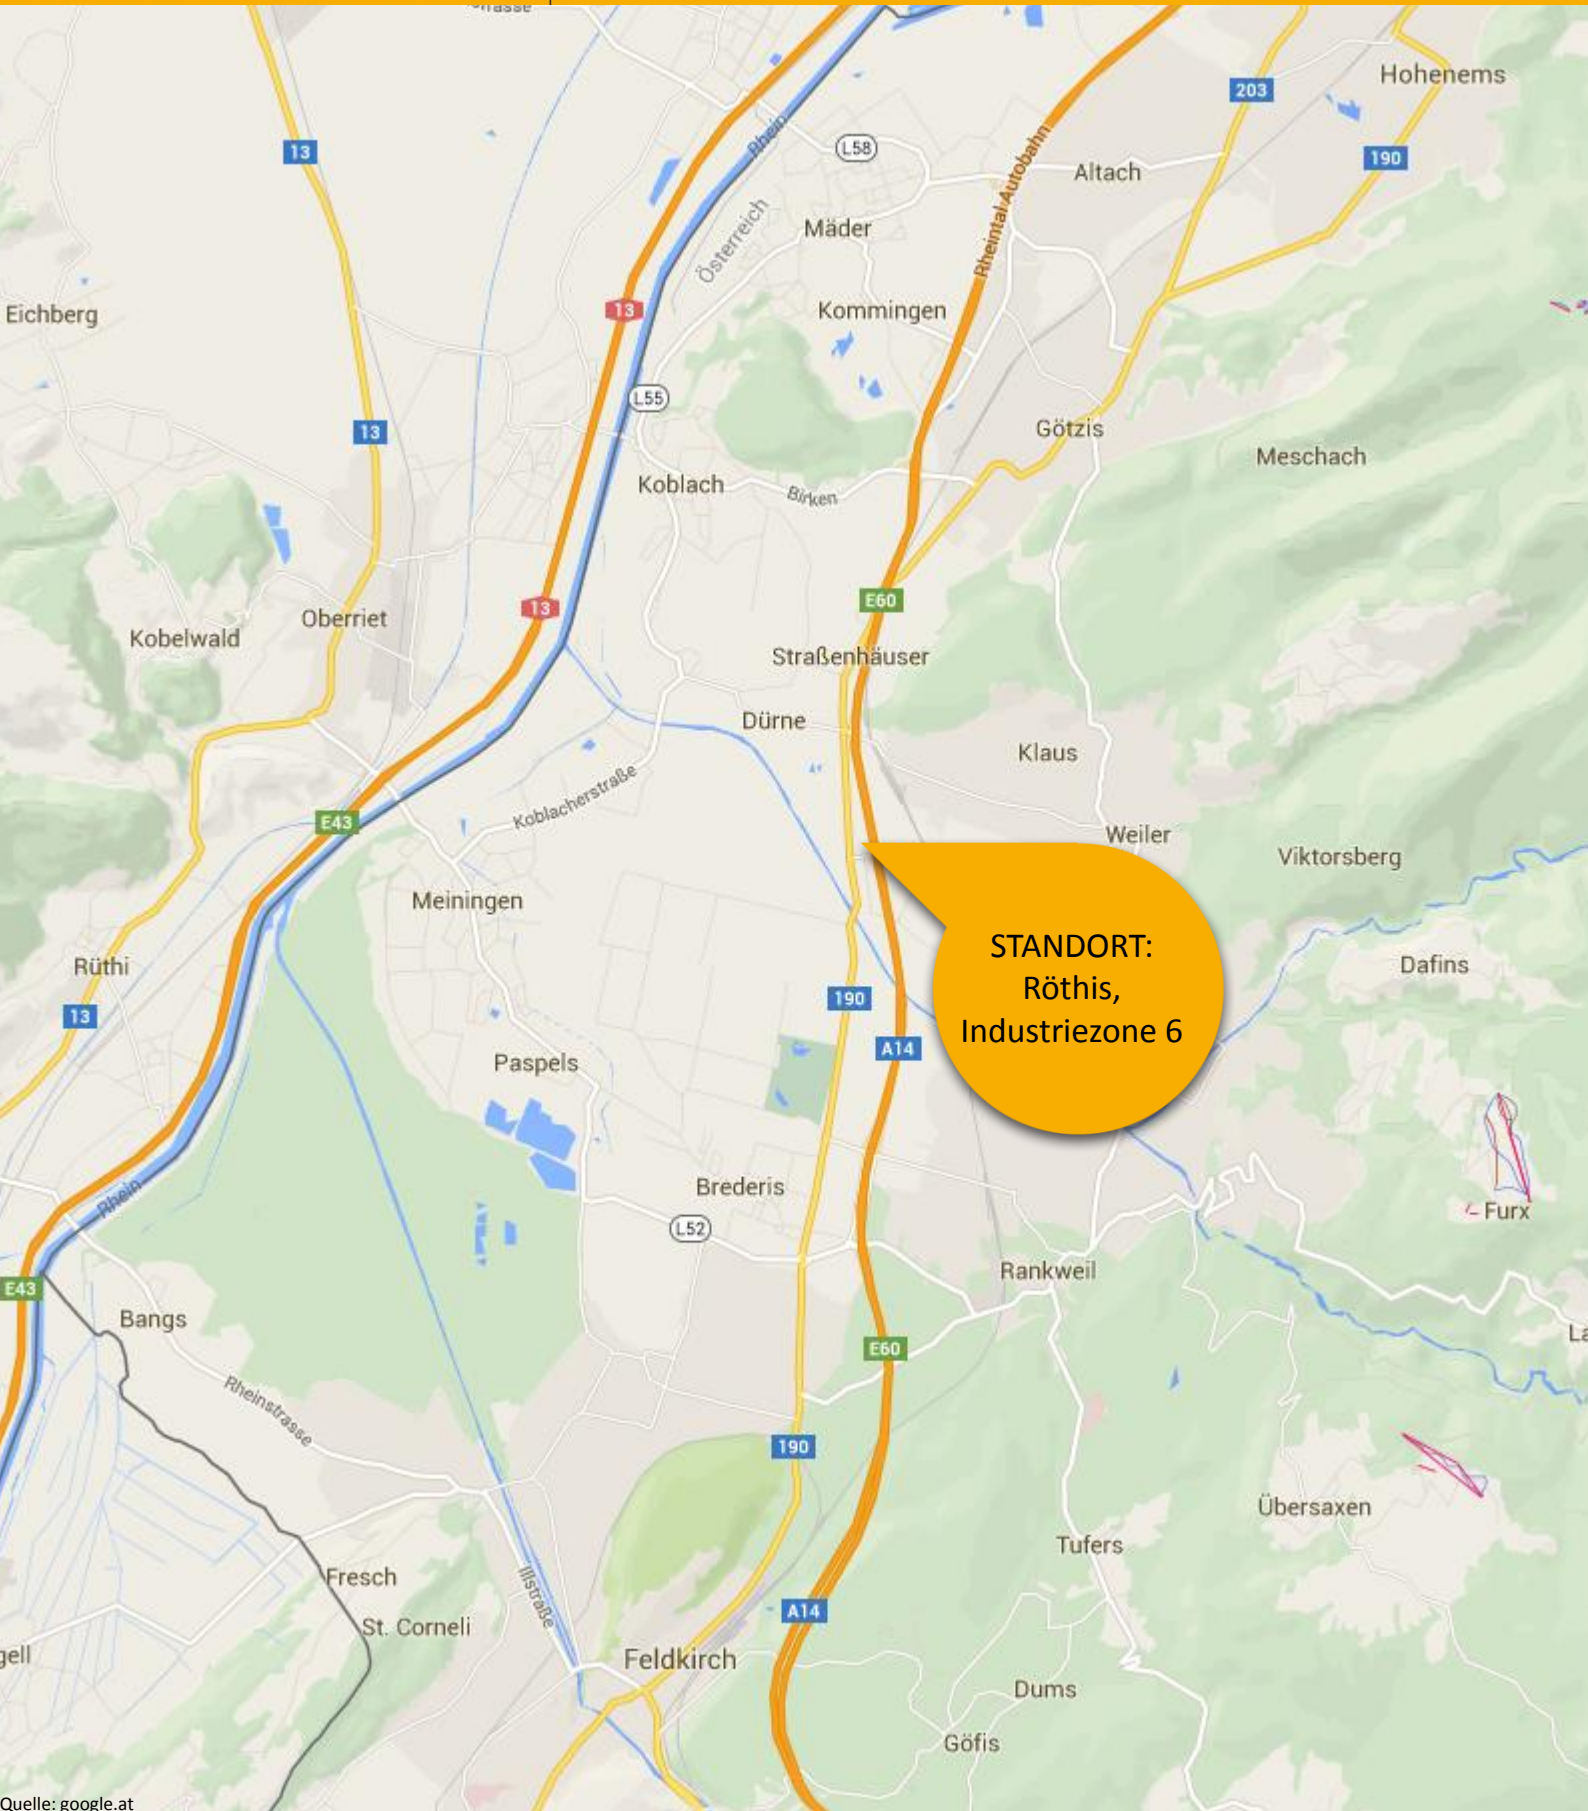 Hohenems
203
13
L58
190
Rhein
Altach
Rheintal Autobahn
Mäder
Österreich
Eichberg
13
Kommingen
L55
13
Götzis
Meschach
Koblach
Birken
E60
13
Oberriet
Kobelwald
Straßenhäuser
Dürne
Klaus
Koblacherstraße
E43
Weiler
Viktorsberg
Meiningen
STANDORT:
Röthis,
Industriezone 6
Rüthi
Dafins
190
13
A14
Paspels
Brederis
Rhein
L52
Furx
Rankweil
E43
Bangs
E60
Rheinstrasse
190
Übersaxen
Tufers
Fresch
Illstraße
A14
St. Corneli
Feldkirch
Dums
Göfis
Quelle: google.at